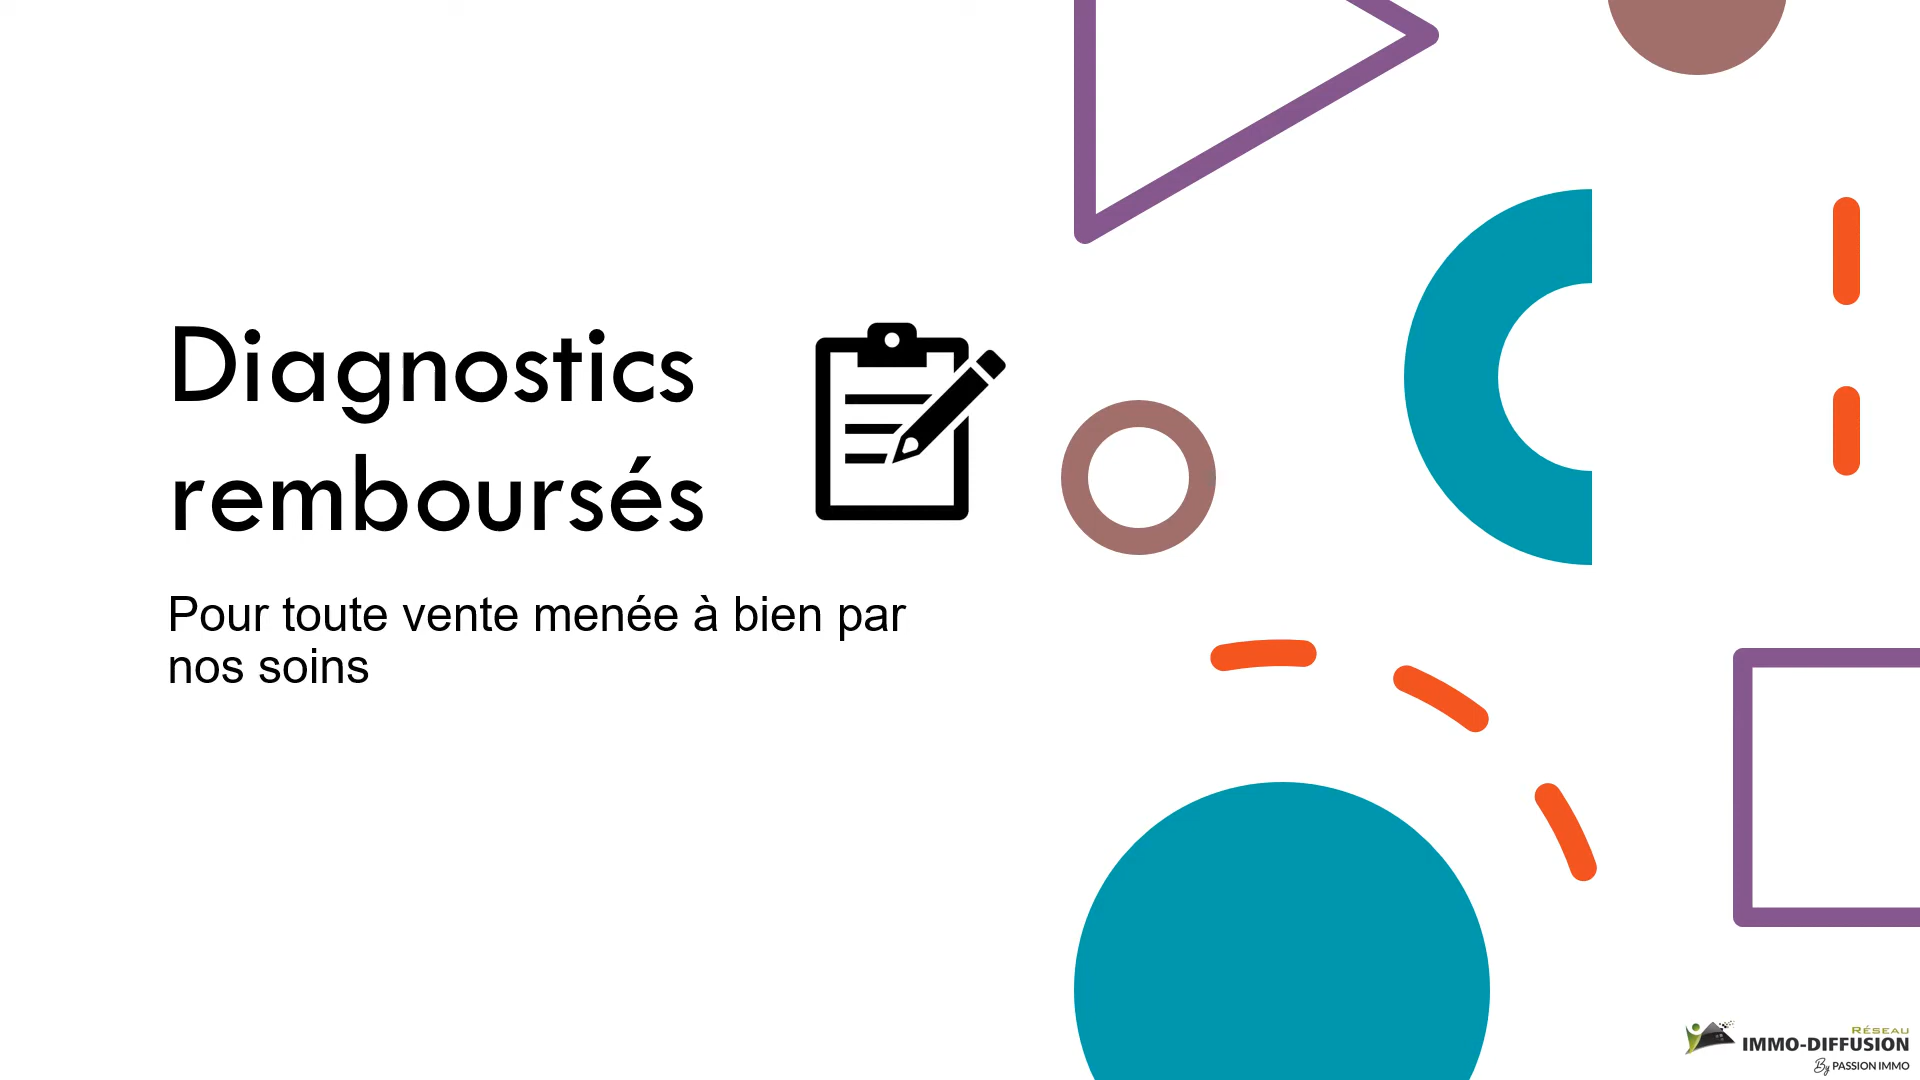 Diagnostics
remboursés
Pour toute vente menée à bien par
nos soins
RÉSEAU
IMMO-DIFFUSION
By PASSION IMMO